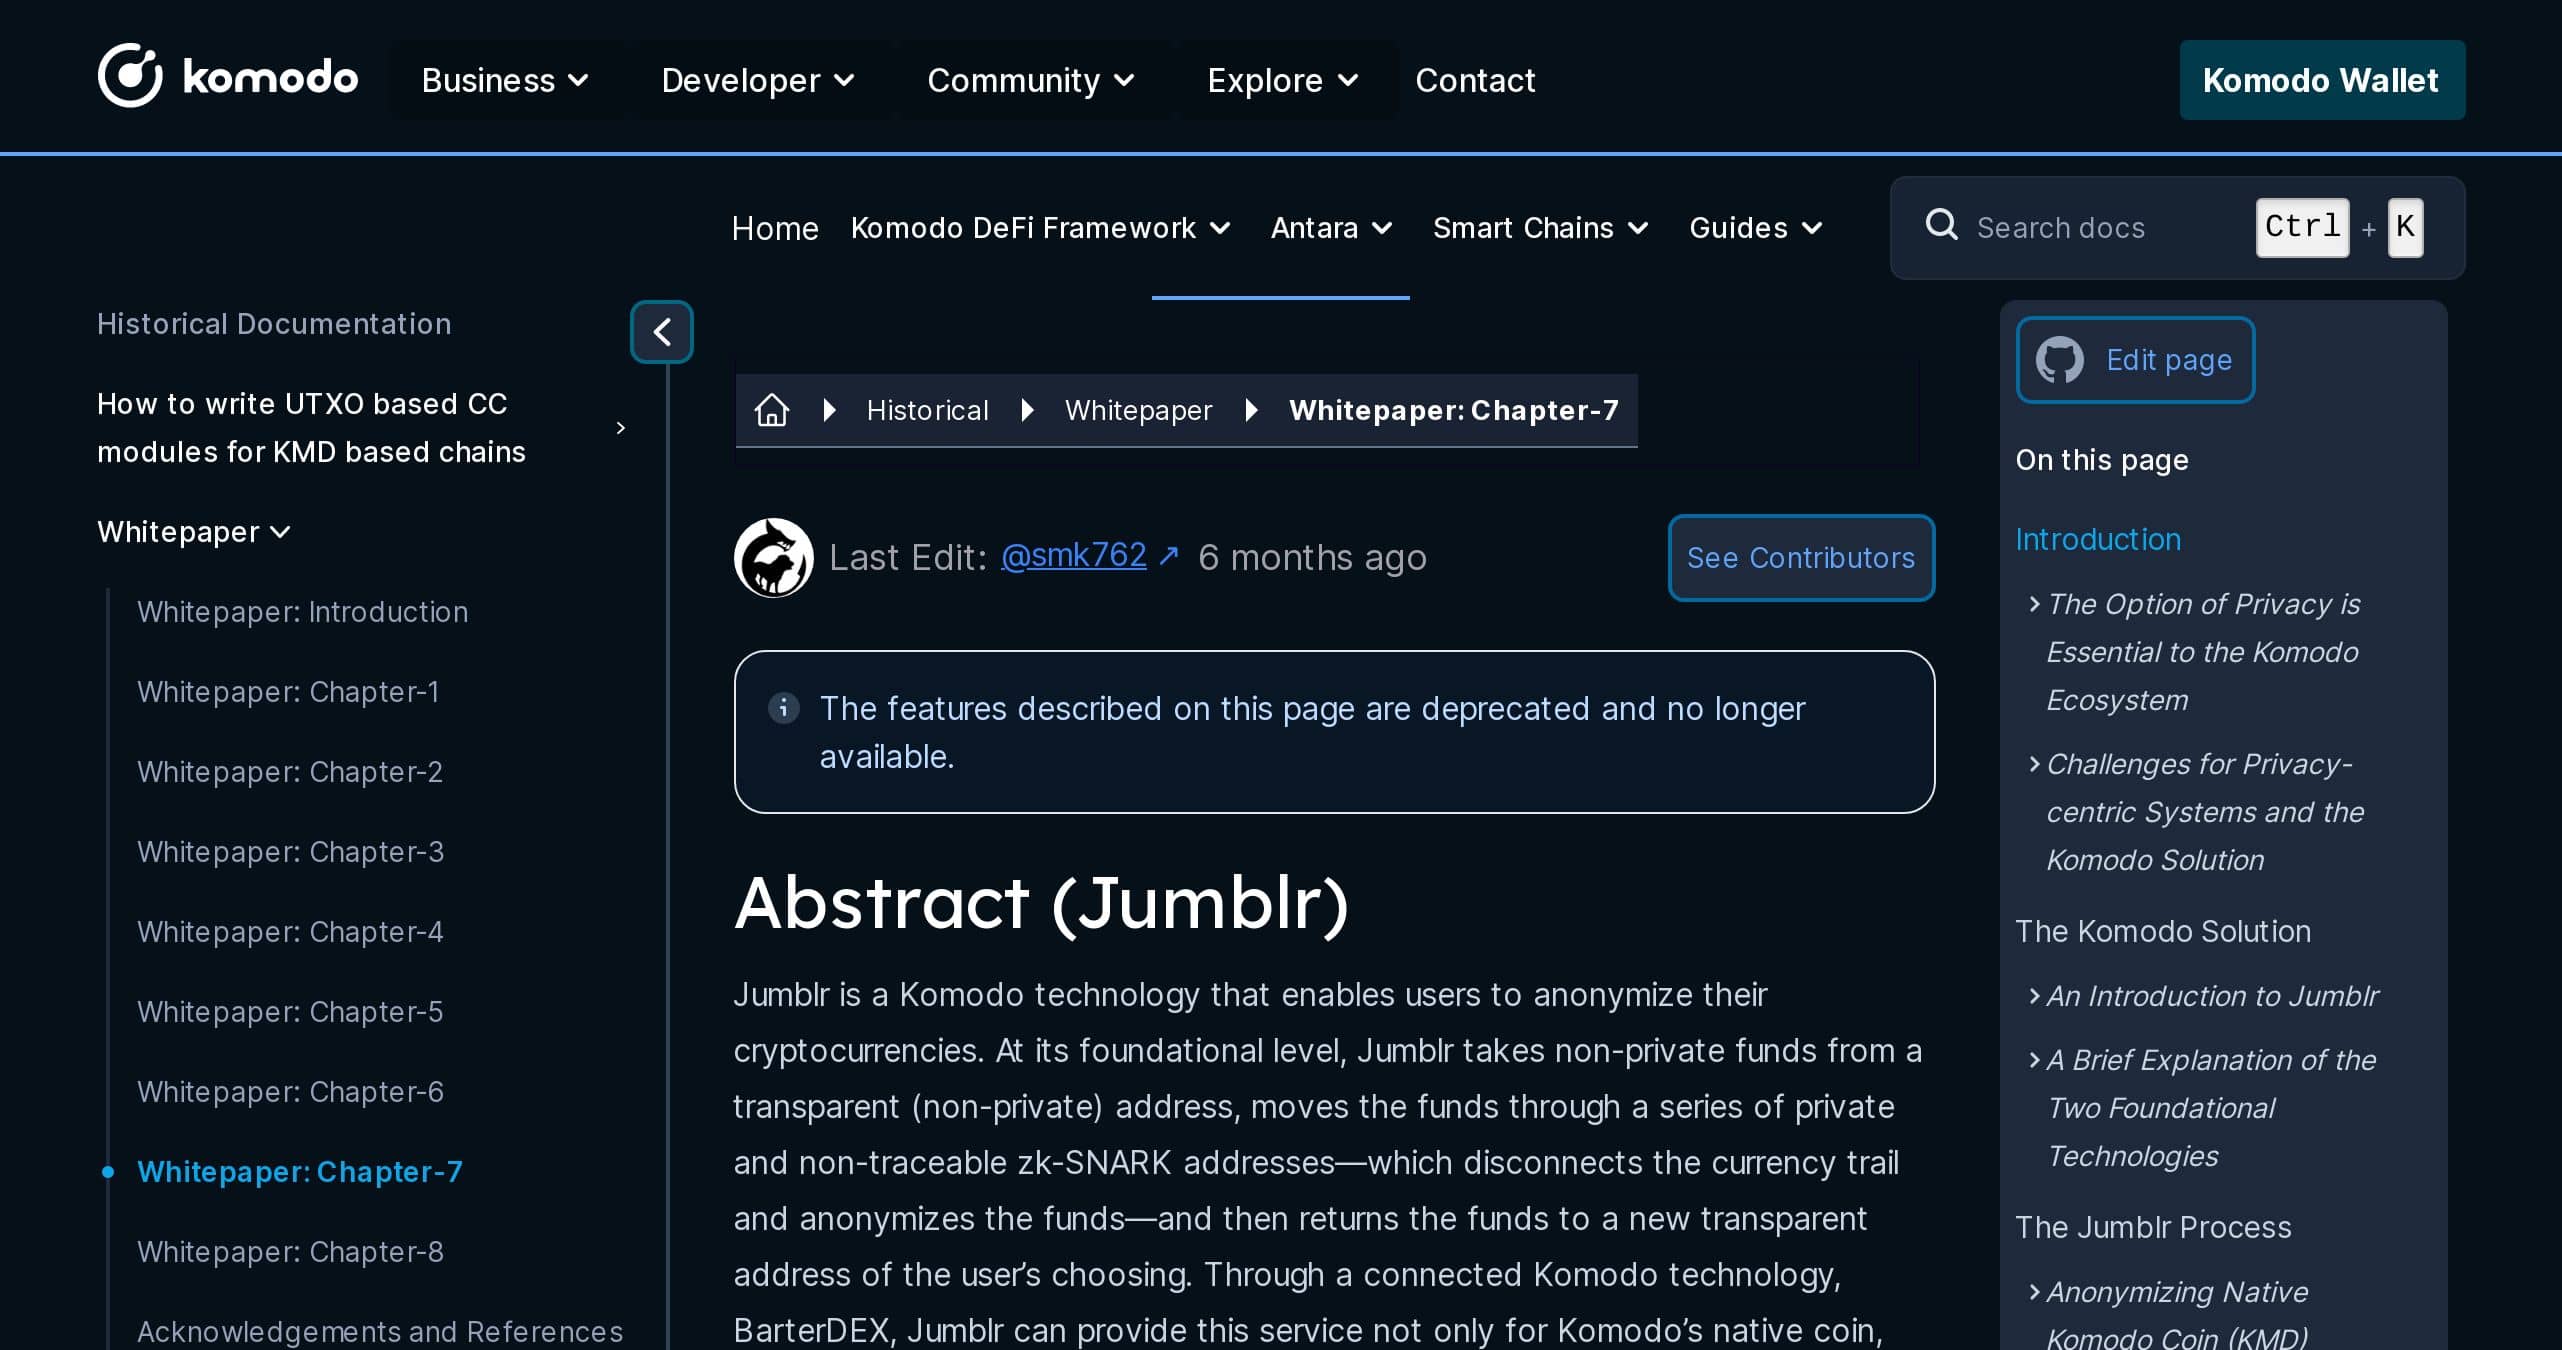 komodo
Business
Developer
Community
Explore
Contact
Komodo Wallet
Home
Komodo DeFi Framework
Antara
Smart Chains
Guides
Search docs
Ctrl + K
Historical Documentation
How to write UTXO based CC
modules for KMD based chains
Whitepaper
Whitepaper: Introduction
Whitepaper: Chapter-1
Whitepaper: Chapter-2
Whitepaper: Chapter-3
Whitepaper: Chapter-4
Whitepaper: Chapter-5
Whitepaper: Chapter-6
Whitepaper: Chapter-7
Whitepaper: Chapter-8
Acknowledgements and References
Historical
Whitepaper
Whitepaper: Chapter-7
Last Edit: @smk762 ↗ 6 months ago
See Contributors
The features described on this page are deprecated and no longer
available.
Abstract (Jumblr)
Jumblr is a Komodo technology that enables users to anonymize their
cryptocurrencies. At its foundational level, Jumblr takes non-private funds from a
transparent (non-private) address, moves the funds through a series of private
and non-traceable zk-SNARK addresses—which disconnects the currency trail
and anonymizes the funds—and then returns the funds to a new transparent
address of the user’s choosing. Through a connected Komodo technology,
BarterDEX, Jumblr can provide this service not only for Komodo’s native coin,
Edit page
On this page
Introduction
The Option of Privacy is
Essential to the Komodo
Ecosystem
Challenges for Privacy-
centric Systems and the
Komodo Solution
The Komodo Solution
An Introduction to Jumblr
A Brief Explanation of the
Two Foundational
Technologies
The Jumblr Process
Anonymizing Native
Komodo Coin (KMD)